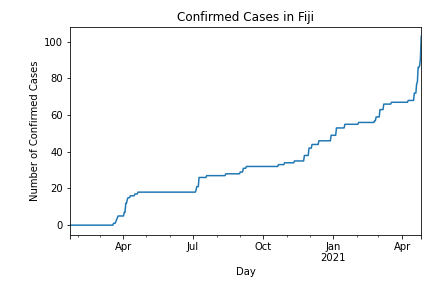 Confirmed Cases in Fiji
100
80
60
40
20
0
Number of Confirmed Cases
Apr Jul Oct Jan Apr
2021
Day